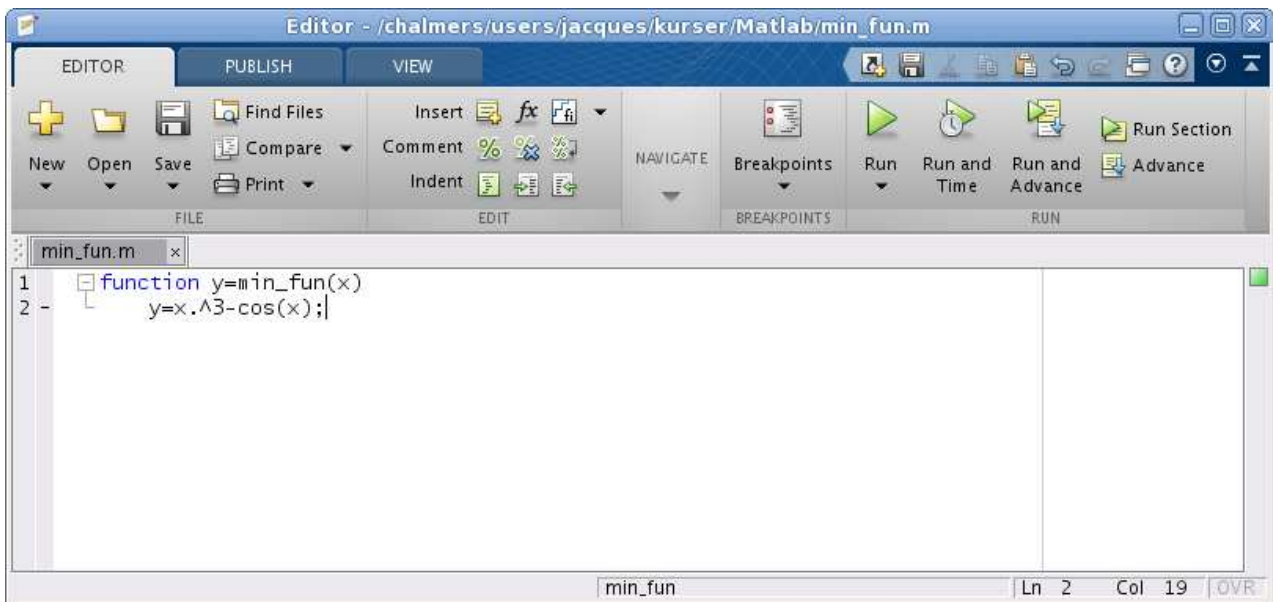 Editor - /chalmers/users/jacques/kurser/Matlab/min_fun.m
EDITOR PUBLISH VIEW
Find Files
Compare
Print
New Open Save
FILE
Insert fx fi
Comment % % %
Indent
EDIT
NAVIGATE
Breakpoints
BREAKPOINTS
Run Run and Time Run and Advance
Run Section
Advance
RUN
min_fun.m ×
1 function y=min_fun(x)
2 - y=x.^3-cos(x);
min_fun Ln 2 Col 19 OVR